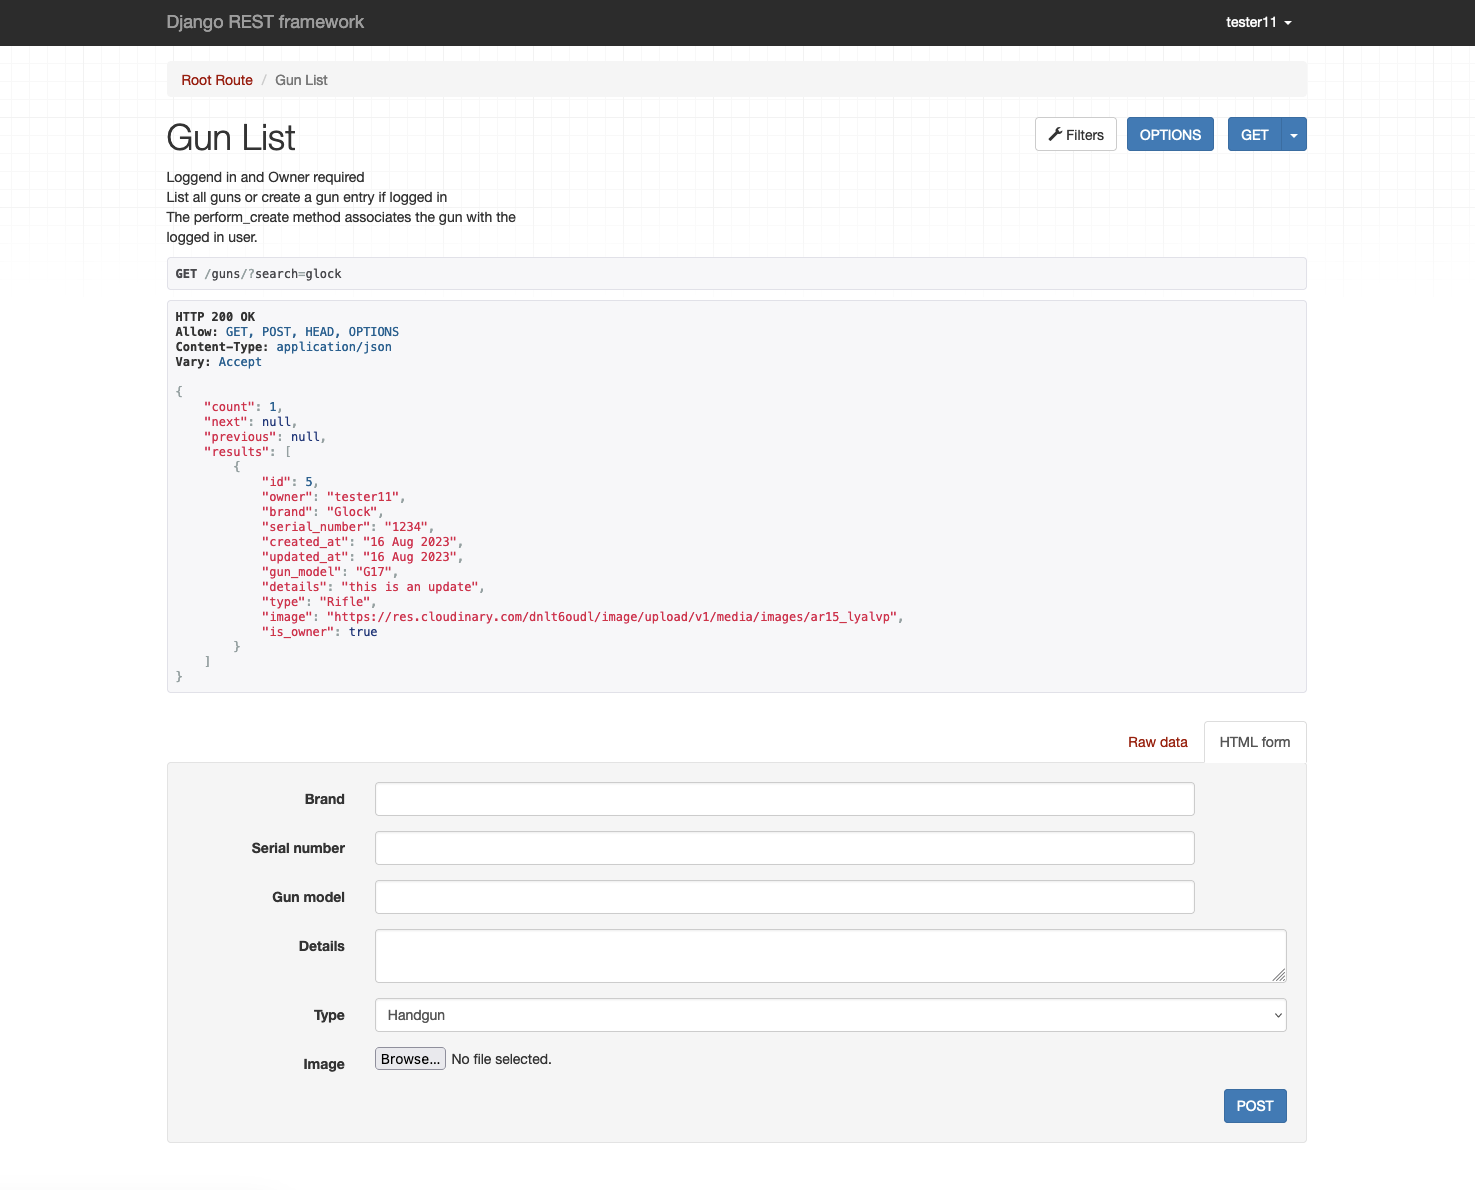 Django REST framework
tester11
Root Route / Gun List
Gun List
Filters
OPTIONS
GET
Loggend in and Owner required
List all guns or create a gun entry if logged in
The perform_create method associates the gun with the
logged in user.
GET /guns/?search=glock
HTTP 200 OK
Allow: GET, POST, HEAD, OPTIONS
Content-Type: application/json
Vary: Accept
{
    "count": 1,
    "next": null,
    "previous": null,
    "results": [
        {
            "id": 5,
            "owner": "tester11",
            "brand": "Glock",
            "serial_number": "1234",
            "created_at": "16 Aug 2023",
            "updated_at": "16 Aug 2023",
            "gun_model": "G17",
            "details": "this is an update",
            "type": "Rifle",
            "image": "https://res.cloudinary.com/dnlt6oudl/image/upload/v1/media/images/ar15_lyalvp",
            "is_owner": true
        }
    ]
}
Raw data
HTML form
Brand
Serial number
Gun model
Details
Type
Handgun
Image
Browse... No file selected.
POST